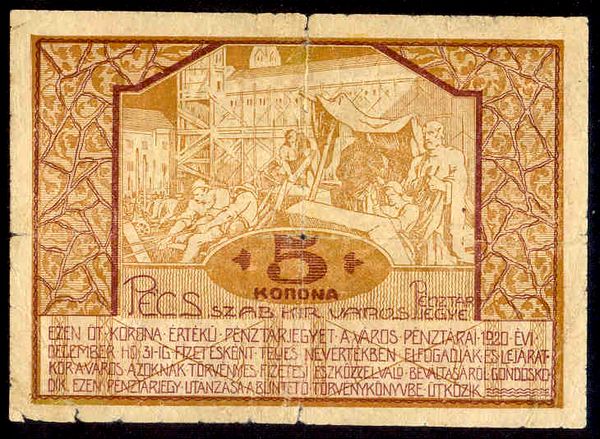 5
KORONA
PÉCS SZAB. KIR. VÁROS PÉNZTÁR JEGYE
EZEN ÖT KORONA ÉRTÉKŰ PÉNZTÁRJEGYET A VÁROS PÉNZTÁRAI 1920 ÉVI
DECEMBER HÓ 31-IG FIZETÉSKÉNT TELJES NÉVÉRTÉKBEN ELFOGADJÁK ÉS LEJÁRAT-
KOR A VÁROS AZOKNAK TÖRVÉNYES FIZETÉSI ESZKÖZZEL VALÓ BEVÁLTÁSÁRÓL GONDOSKO-
DIK. EZEN PÉNZTÁRJEGY UTÁNZÁSA A BÜNTETŐ TÖRVÉNYKÖNYVBE ÜTKÖZIK.